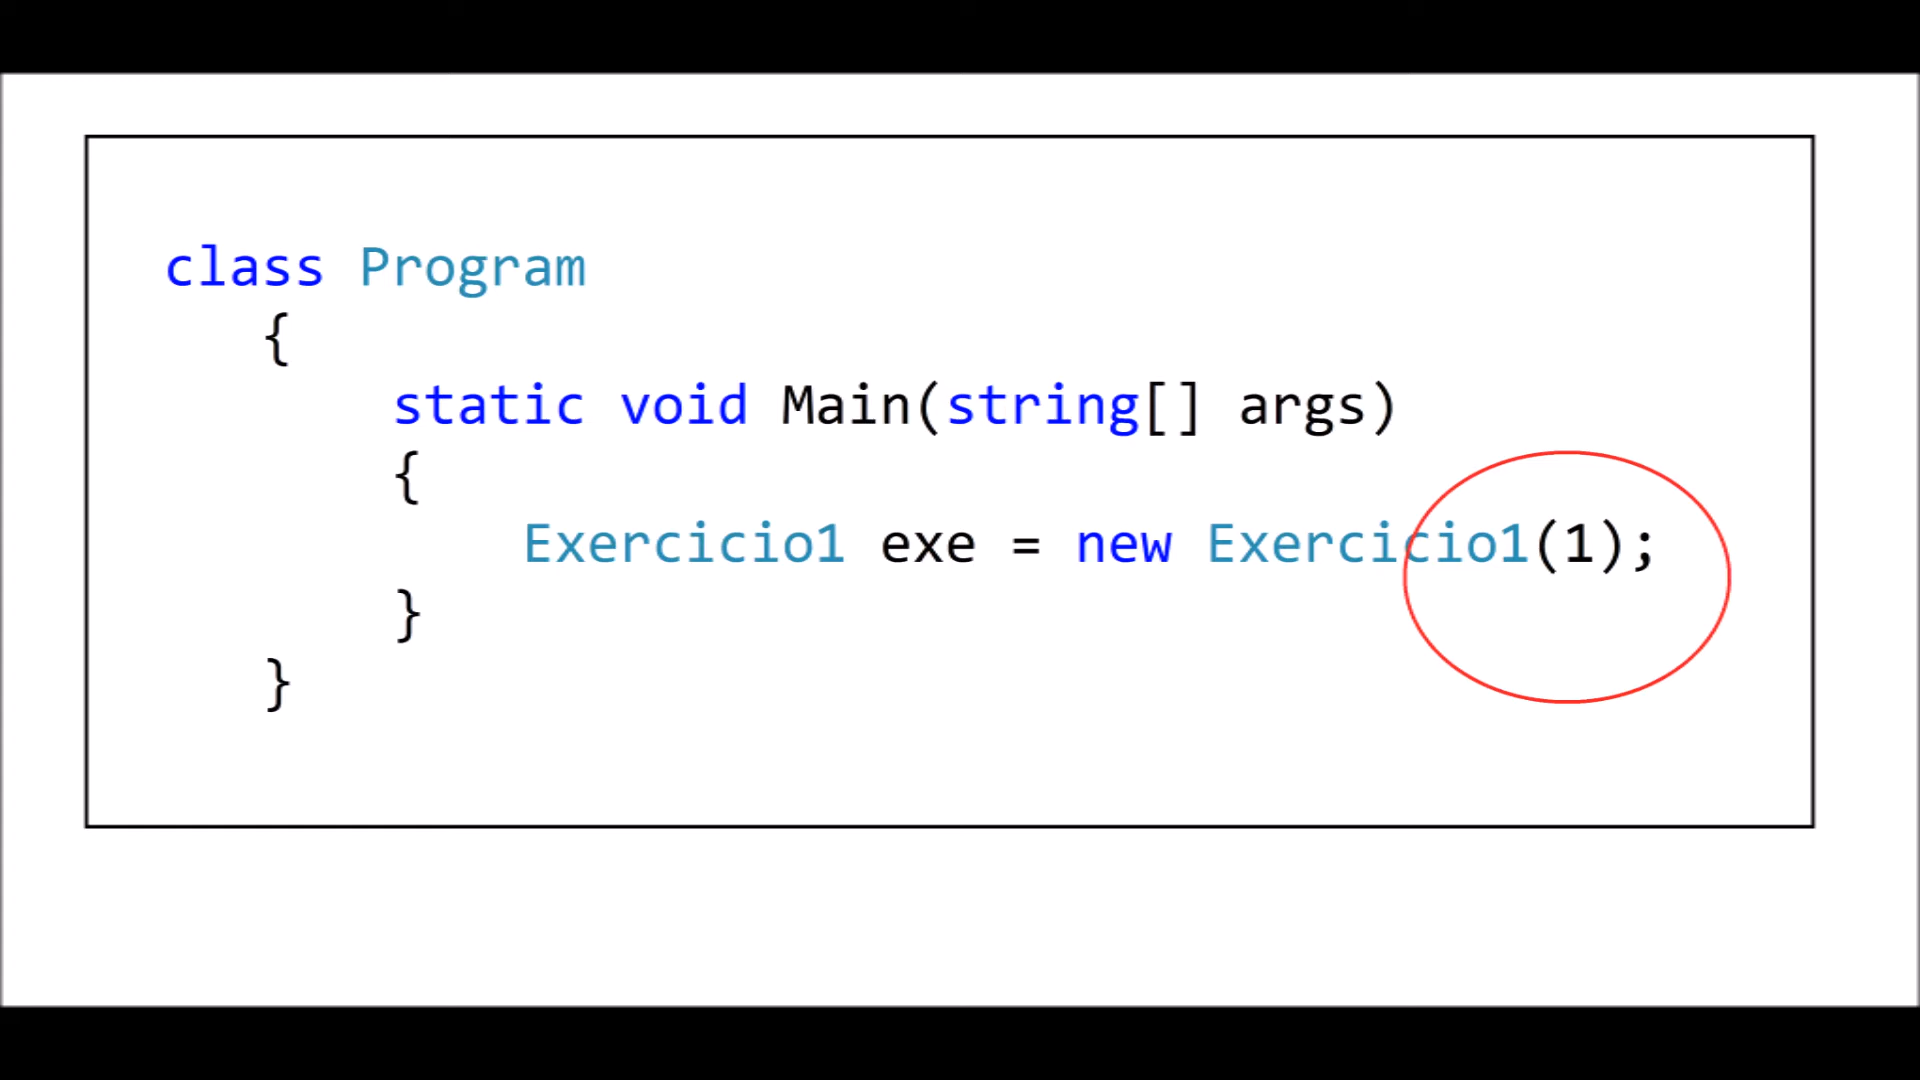 class Program
{
static void Main(string[] args)
{
Exercicio1 exe = new Exercicio1(1);
}
}